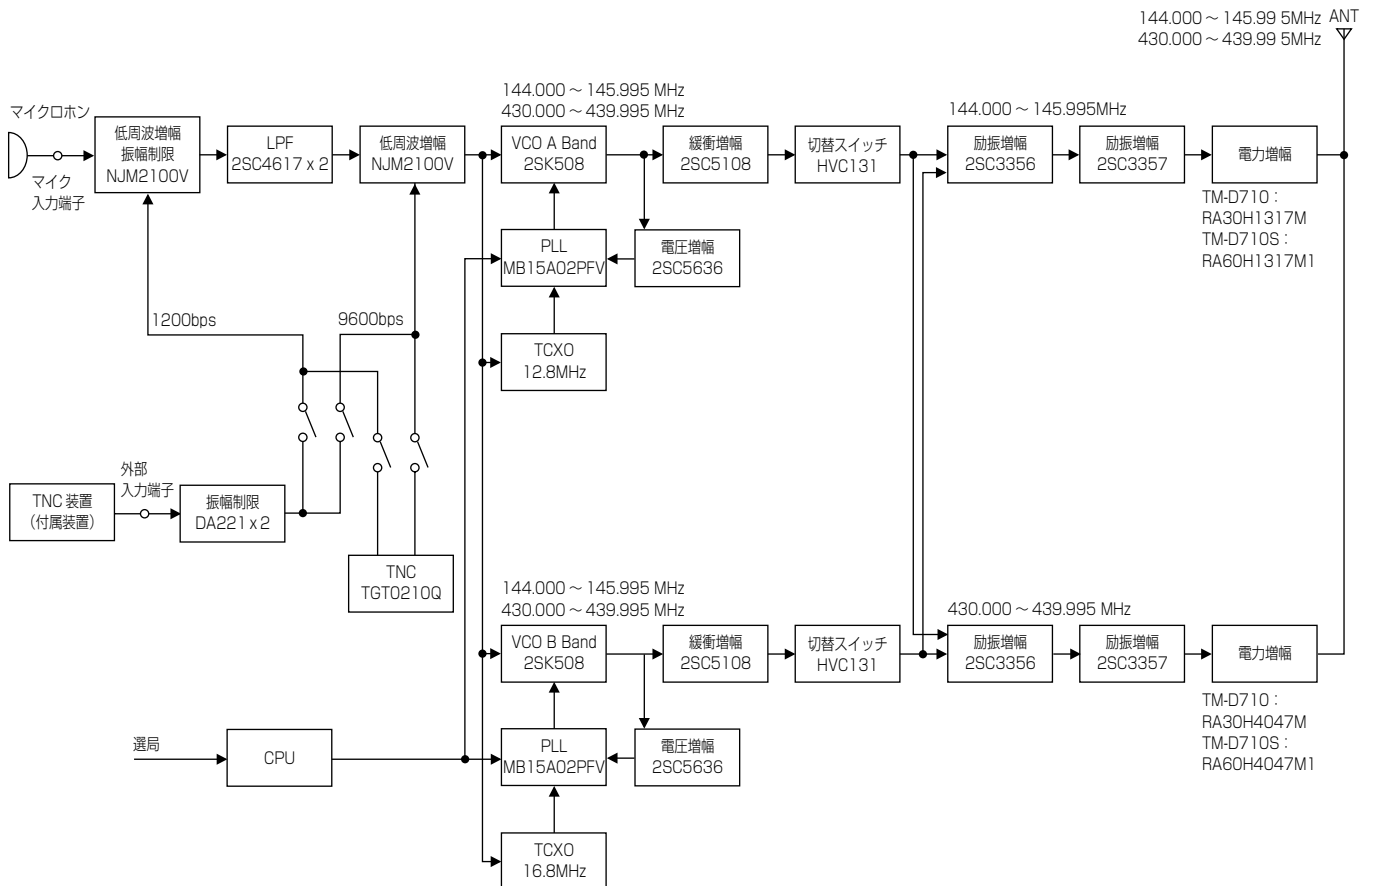 144.000 ~ 145.99 5MHz ANT
430.000 ~ 439.99 5MHz
マイクロホン
マイク
入力端子
低周波増幅
振幅制限
NJM2100V
LPF
2SC4617 x 2
低周波増幅
NJM2100V
144.000 ~ 145.995 MHz
430.000 ~ 439.995 MHz
VCO A Band
2SK508
緩衝増幅
2SC5108
切替スイッチ
HVC131
144.000 ~ 145.995MHz
励振増幅
2SC3356
励振増幅
2SC3357
電力増幅
TM-D710 :
RA30H1317M
TM-D710S :
RA60H1317M1
PLL
MB15A02PFV
電圧増幅
2SC5636
1200bps
9600bps
TCXO
12.8MHz
TNC 装置
(付属装置)
外部
入力端子
振幅制限
DA221 x 2
TNC
TGT0210Q
144.000 ~ 145.995 MHz
430.000 ~ 439.995 MHz
VCO B Band
2SK508
緩衝増幅
2SC5108
切替スイッチ
HVC131
430.000 ~ 439.995 MHz
励振増幅
2SC3356
励振増幅
2SC3357
電力増幅
TM-D710 :
RA30H4047M
TM-D710S :
RA60H4047M1
選局
CPU
PLL
MB15A02PFV
電圧増幅
2SC5636
TCXO
16.8MHz